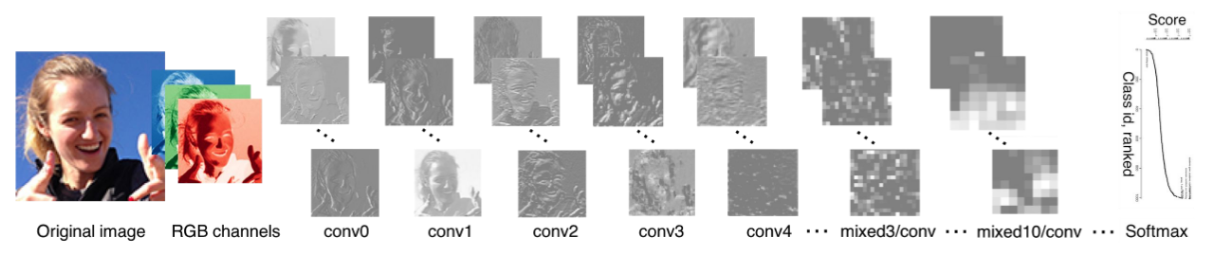 Score
Class id, ranked
Original image RGB channels conv0 conv1 conv2 conv3 conv4 ••• mixed3/conv ••• mixed10/conv ••• Softmax